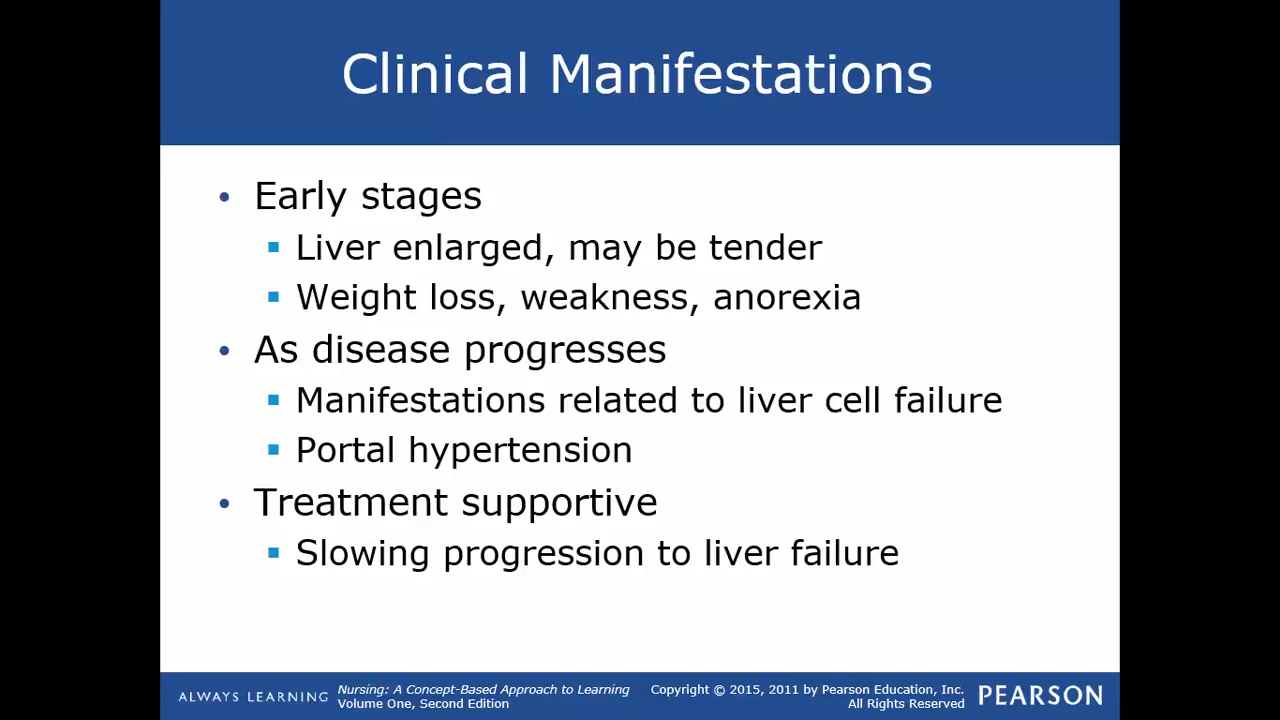 Clinical Manifestations
• Early stages
▪ Liver enlarged, may be tender
▪ Weight loss, weakness, anorexia
• As disease progresses
▪ Manifestations related to liver cell failure
▪ Portal hypertension
• Treatment supportive
▪ Slowing progression to liver failure
ALWAYS LEARNING
Nursing: A Concept-Based Approach to Learning
Volume One, Second Edition
Copyright © 2015, 2011 by Pearson Education, Inc.
All Rights Reserved
PEARSON